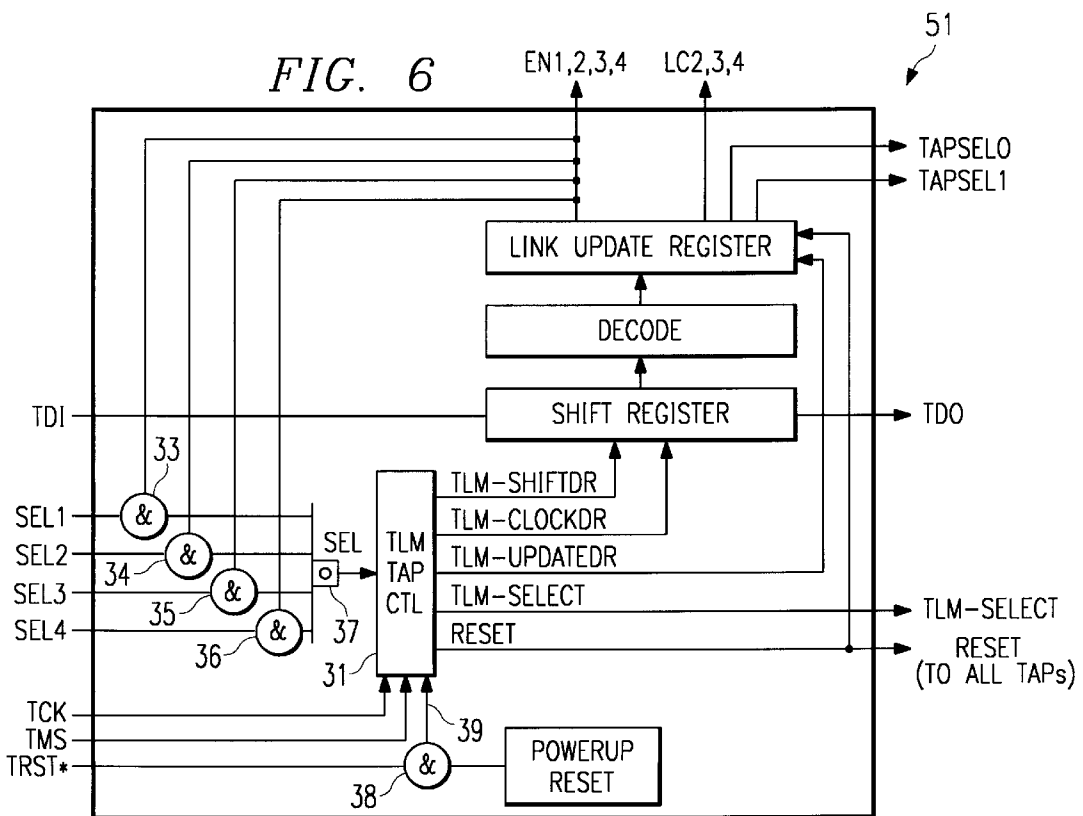 51
FIG. 6
EN1,2,3,4
LC2,3,4
TAPSEL0
TAPSEL1
LINK UPDATE REGISTER
DECODE
TDI
SHIFT REGISTER
TDO
33
SEL1
&
SEL2
&
34
SEL3
&
35
SEL4
&
36
SEL
O
37
TLM
TAP
CTL
31
TLM-SHIFTDR
TLM-CLOCKDR
TLM-UPDATEDR
TLM-SELECT
TLM-SELECT
RESET
RESET
(TO ALL TAPs)
TCK
TMS
TRST*
39
&
38
POWERUP
RESET